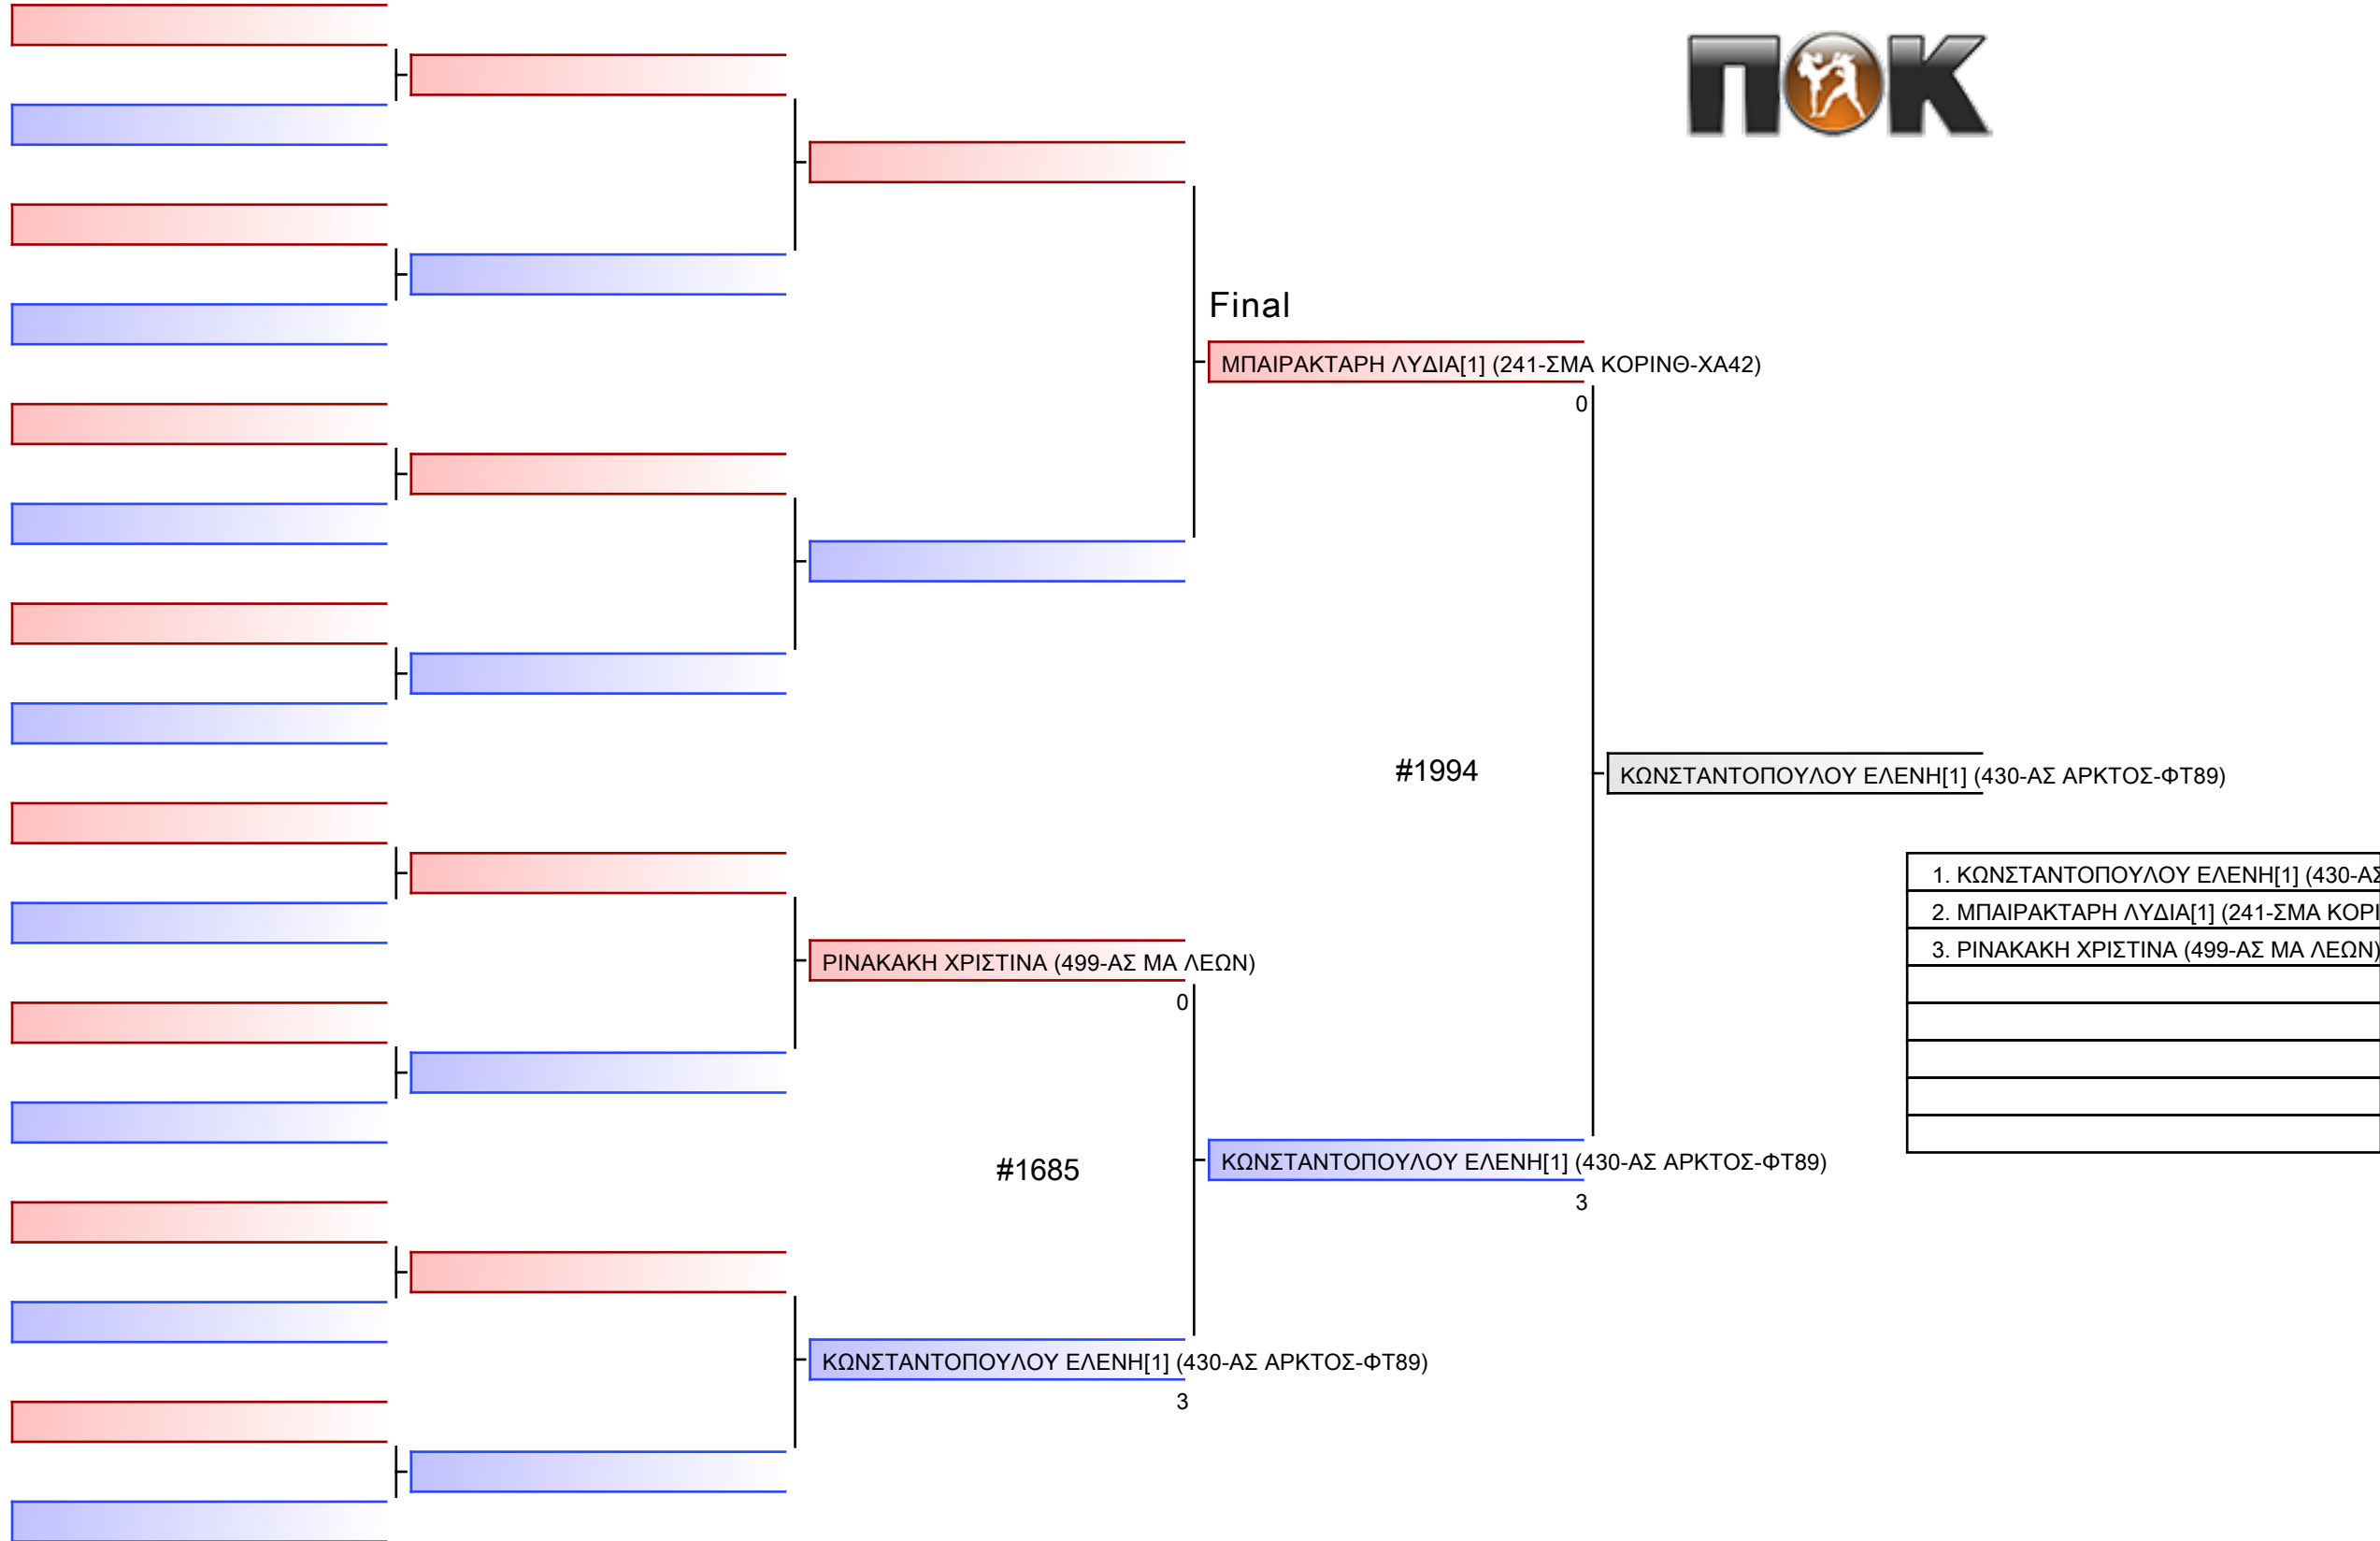 ΠΟΚ
Final
ΜΠΑΙΡΑΚΤΑΡΗ ΛΥΔΙΑ[1] (241-ΣΜΑ ΚΟΡΙΝΘ-ΧΑ42)
0
#1994
ΚΩΝΣΤΑΝΤΟΠΟΥΛΟΥ ΕΛΕΝΗ[1] (430-ΑΣ ΑΡΚΤΟΣ-ΦΤ89)
1. ΚΩΝΣΤΑΝΤΟΠΟΥΛΟΥ ΕΛΕΝΗ[1] (430-ΑΣ
2. ΜΠΑΙΡΑΚΤΑΡΗ ΛΥΔΙΑ[1] (241-ΣΜΑ ΚΟΡΙ
3. ΡΙΝΑΚΑΚΗ ΧΡΙΣΤΙΝΑ (499-ΑΣ ΜΑ ΛΕΩΝ)
ΡΙΝΑΚΑΚΗ ΧΡΙΣΤΙΝΑ (499-ΑΣ ΜΑ ΛΕΩΝ)
0
#1685
ΚΩΝΣΤΑΝΤΟΠΟΥΛΟΥ ΕΛΕΝΗ[1] (430-ΑΣ ΑΡΚΤΟΣ-ΦΤ89)
3
ΚΩΝΣΤΑΝΤΟΠΟΥΛΟΥ ΕΛΕΝΗ[1] (430-ΑΣ ΑΡΚΤΟΣ-ΦΤ89)
3